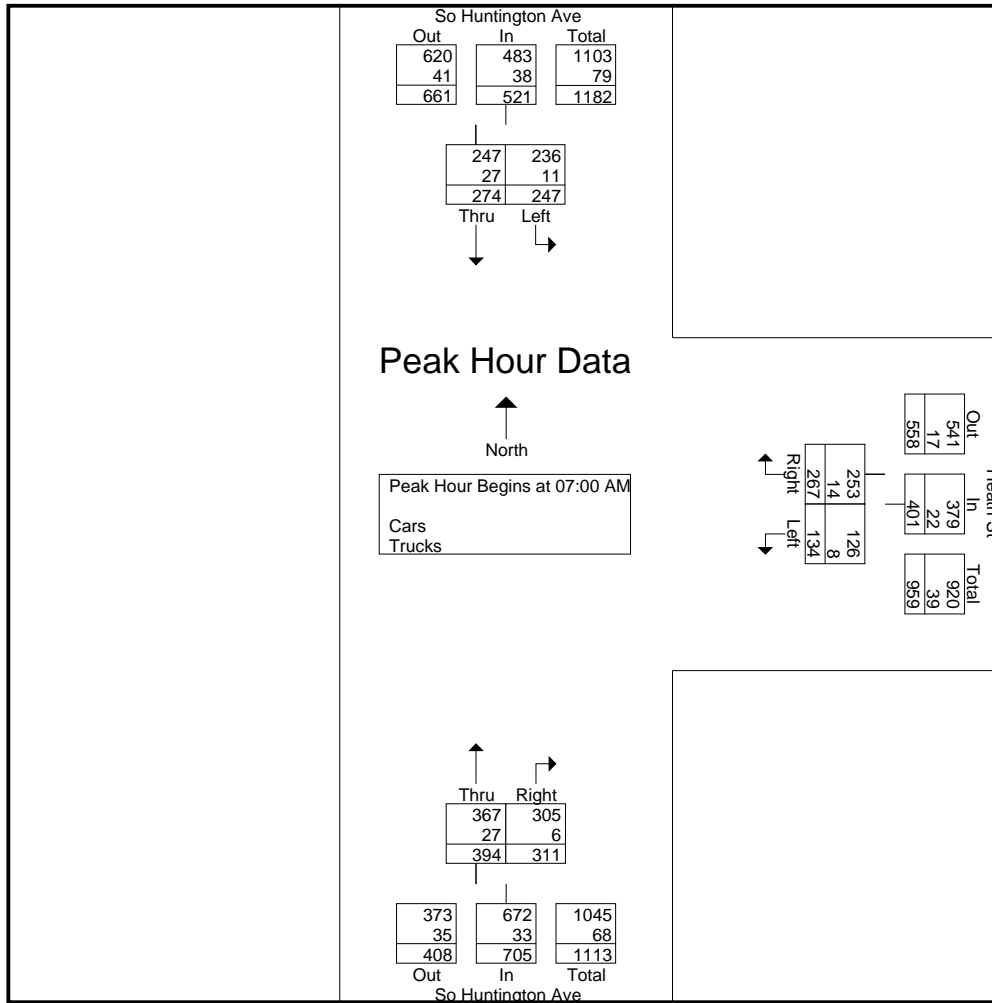 So Huntington Ave
Out In Total
620 483 1103
41 38 79
661 521 1182
247 236
27 11
274 247
Thru Left
Peak Hour Data
North
Peak Hour Begins at 07:00 AM
Cars
Trucks
Heath St
Out In Total
541 379 920
17 22 39
558 401 959
253 126
14 8
267 134
Right Left
Thru Right
367 305
27 6
394 311
373 672 1045
35 33 68
408 705 1113
Out In Total
So Huntington Ave